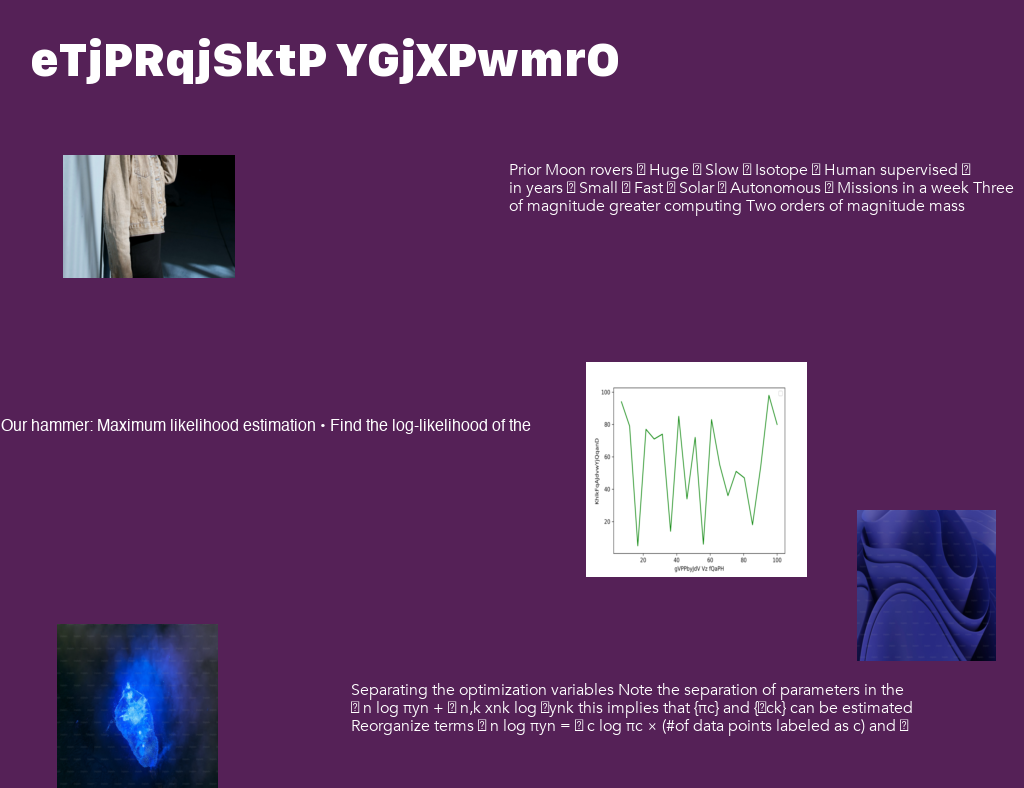 eTjPRqjSktP YGjXPwmrO
Prior Moon rovers � Huge � Slow � Isotope � Human supervised �
in years � Small � Fast � Solar � Autonomous � Missions in a week Three
of magnitude greater computing Two orders of magnitude mass
Our hammer: Maximum likelihood estimation • Find the log-likelihood of the
100
80
60
40
20
20 40 60 80 100
gVPPbyJdV Vz fQaPH
Separating the optimization variables Note the separation of parameters in the
� n log πyn + � n,k xnk log �ynk this implies that {πc} and {�ck} can be estimated
Reorganize terms � n log πyn = � c log πc × (#of data points labeled as c) and �